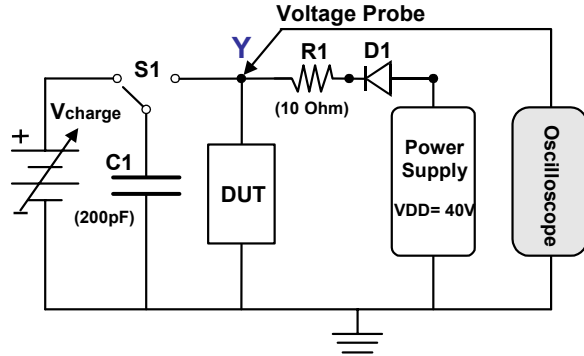 Voltage Probe
Y
R1
D1
S1
(10 Ohm)
+
Vcharge
C1
(200pF)
−
DUT
Power
Supply
VDD= 40V
Oscilloscope